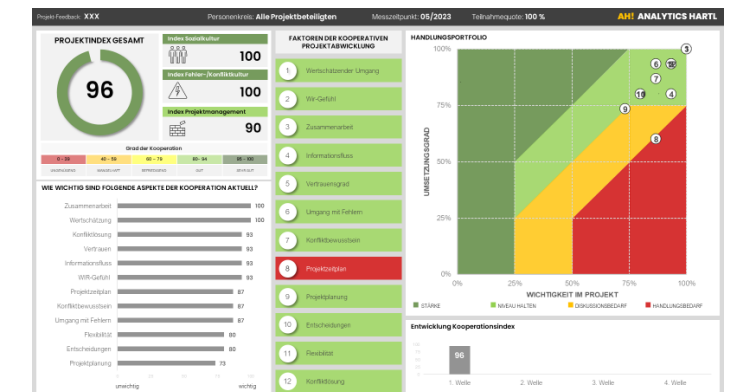 Projekt-Feedback: XXX
Personenkreis: Alle Projektbeteiligten
Messzeitpunkt: 05/2023
Teilnahmequote: 100 %
AH! ANALYTICS HARTL
PROJEKTINDEX GESAMT
96
Index Sozialkultur
100
Index Fehler-/Konfliktkultur
100
Index Projektmanagement
90
Grad der Kooperation
0 - 39
40 - 59
60 - 79
80 - 94
95 - 100
MANGELHAFT
BEFRIEDIGEND
GUT
SEHR GUT
WIE WICHTIG SIND FOLGENDE ASPEKTE DER KOOPERATION AKTUELL?
Zusammenarbeit 100
Wertschätzung 100
Konfliktlösung 93
Vertrauen 93
Informationsfluss 93
WIR-Gefühl 93
Projektzeitplan 87
Konfliktbewusstsein 87
Umgang mit Fehlern 87
Flexibilität 80
Entscheidungen 80
Projektplanung 73
unwichtig
wichtig
FAKTOREN DER KOOPERATIVEN
PROJEKTABWICKLUNG
1 Wertschätzender Umgang
2 Wir-Gefühl
3 Zusammenarbeit
4 Informationsfluss
5 Vertrauensgrad
6 Umgang mit Fehlern
7 Konfliktbewusstsein
8 Projektzeitplan
9 Projektplanung
10 Entscheidungen
11 Flexibilität
12 Konfliktlösung
HANDLUNGSPORTFOLIO
UMSETZUNGSGRAD
100%
75%
50%
25%
0%
3
6
7
4
9
8
0%
25%
50%
75%
100%
WICHTIGKEIT IM PROJEKT
STÄRKE
NIVEAU HALTEN
DISKUSSIONSBEDARF
HANDLUNGSBEDARF
Entwicklung Kooperationsindex
96
1. Welle
2. Welle
3. Welle
4. Welle